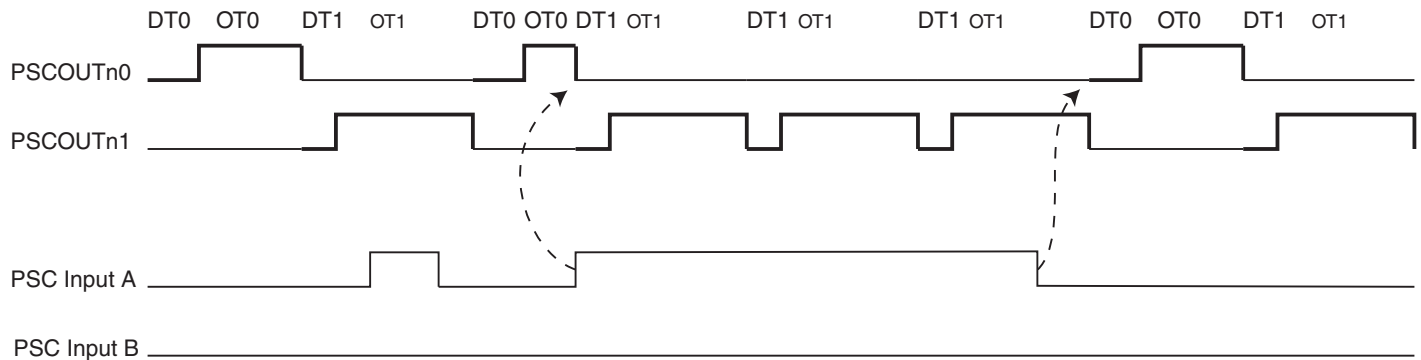 DT0 OT0 DT1 OT1 DT0 OT0 DT1 OT1 DT1 OT1 DT1 OT1 DT0 OT0 DT1 OT1
PSCOUTn0
PSCOUTn1
PSC Input A
PSC Input B